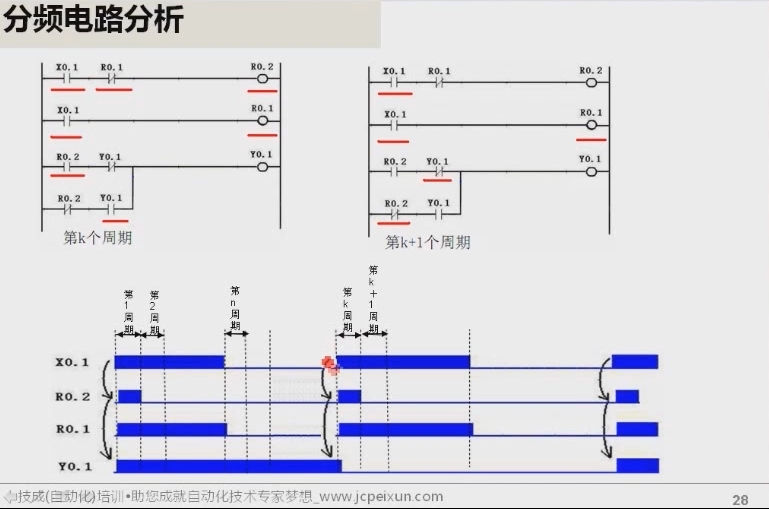 分频电路分析
X0.1 R0.1 R0.2
X0.1 R0.1
R0.2 Y0.1 Y0.1
R0.2 Y0.1
第k个周期
X0.1 R0.1 R0.2
X0.1 R0.1
R0.2 Y0.1 Y0.1
R0.2 Y0.1
第k+1个周期
第1周期
第2周期
第n周期
第k周期
第k+1周期
X0.1
R0.2
R0.1
Y0.1
技成(自动化)培训•助您成就自动化技术专家梦想_www.jcpeixun.com
28